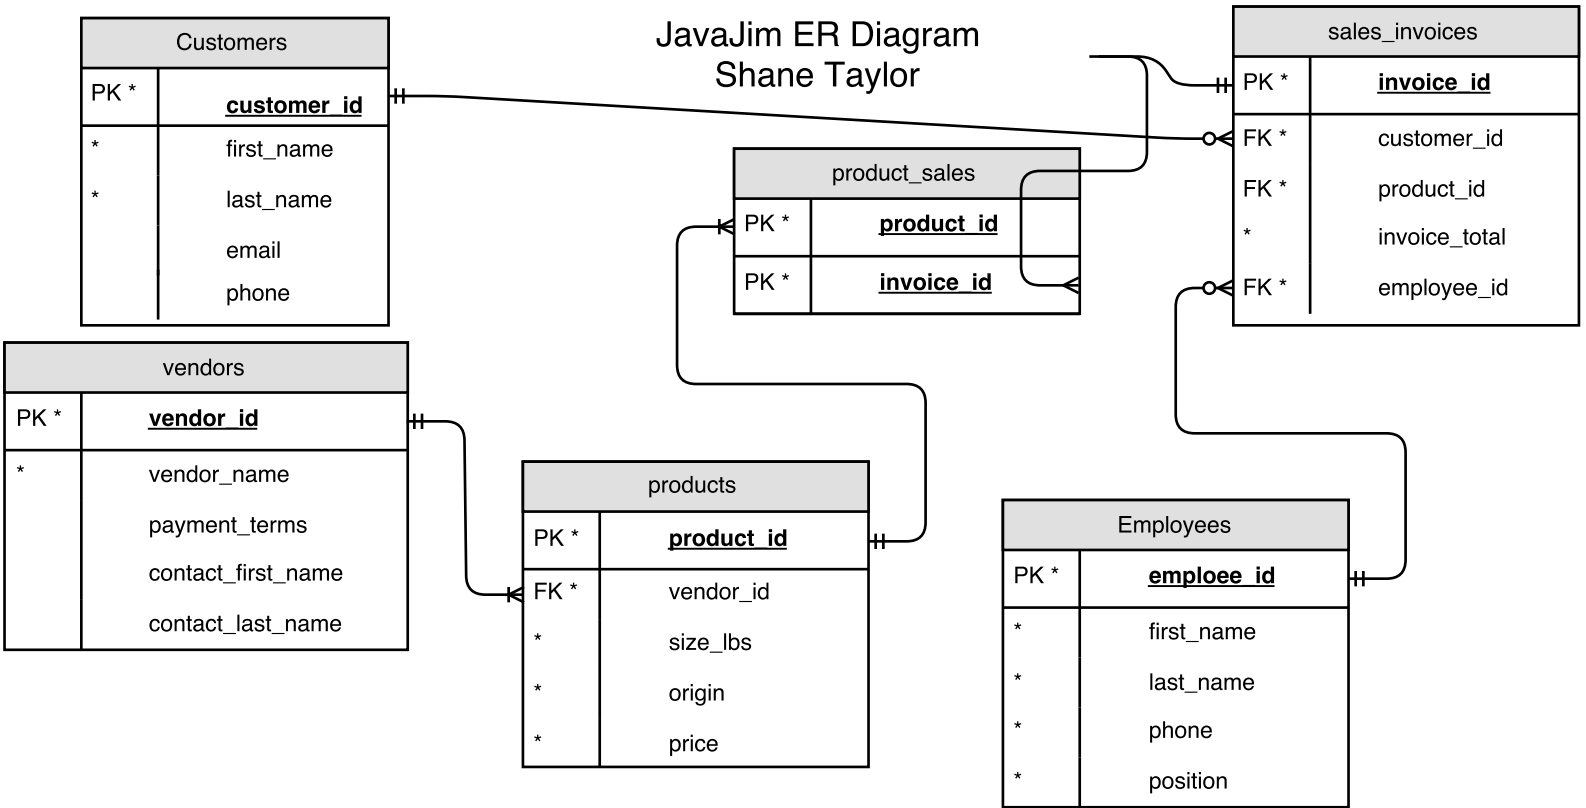 JavaJim ER Diagram
Shane Taylor
Customers
PK * customer_id
* first_name
* last_name
email
phone
sales_invoices
PK * invoice_id
FK * customer_id
FK * product_id
* invoice_total
FK * employee_id
product_sales
PK * product_id
PK * invoice_id
vendors
PK * vendor_id
* vendor_name
payment_terms
contact_first_name
contact_last_name
products
PK * product_id
FK * vendor_id
* size_lbs
* origin
* price
Employees
PK * emploee_id
* first_name
* last_name
* phone
* position